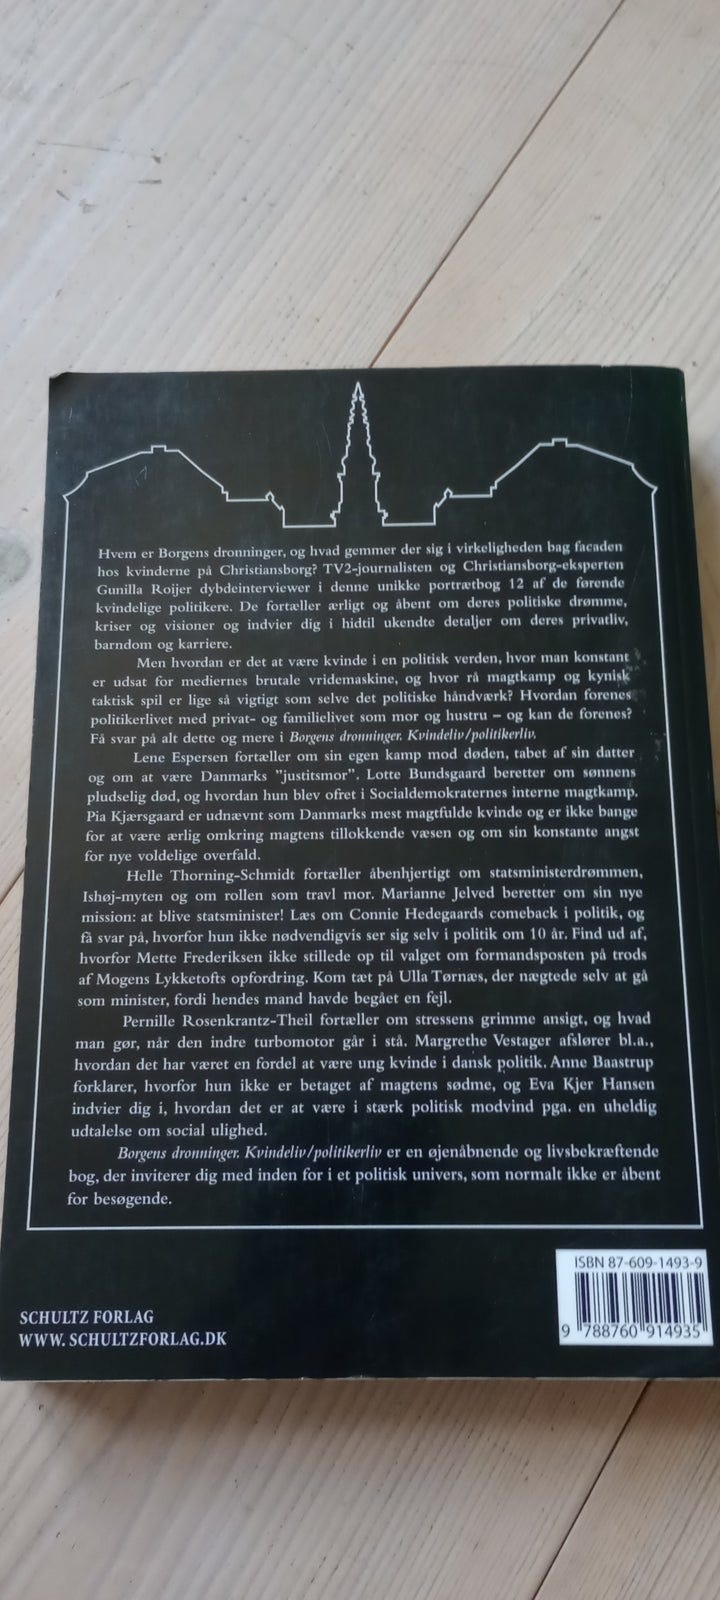 Hvem er Borgens dronninger, og hvad gemmer der sig i virkeligheden bag facaden
hos kvinderne på Christiansborg? TV2-journalisten og Christiansborg-eksperten
Gunilla Roijer dybdeinterviewer i denne unikke portrætbog 12 af de førende
kvindelige politikere. De fortæller ærligt og åbent om deres politiske drømme,
kriser og visioner og indvier dig i hidtil ukendte detaljer om deres privatliv,
barndom og karriere.
Men hvordan er det at være kvinde i en politisk verden, hvor man konstant
er udsat for mediernes brutale vridemaskine, og hvor rå magtkamp og kynisk
taktisk spil er lige så vigtigt som selve det politiske håndværk? Hvordan forenes
politikerlivet med privat- og familielivet som mor og hustru – og kan de forenes?
Få svar på alt dette og mere i Borgens dronninger. Kvindeliv/politikerliv.
Lene Espersen fortæller om sin egen kamp mod døden, tabet af sin datter
og om at være Danmarks ”justitsmor”. Lotte Bundsgaard beretter om sønnens
pludselig død, og hvordan hun blev ofret i Socialdemokraternes interne magtkamp.
Pia Kjærsgaard er udnævnt som Danmarks mest magtfulde kvinde og er ikke bange
for at være ærlig omkring magtens tillokkende væsen og om sin konstante angst
for nye voldelige overfald.
Helle Thorning-Schmidt fortæller åbenhjertigt om statsministerdrømmen,
Ishøj-myten og om rollen som travl mor. Marianne Jelved beretter om sin nye
mission: at blive statsminister! Læs om Connie Hedegaards comeback i politik, og
få svar på, hvorfor hun ikke nødvendigvis ser sig selv i politik om 10 år. Find ud af,
hvorfor Mette Frederiksen ikke stillede op til valget om formandsposten på trods
af Mogens Lykketofts opfordring. Kom tæt på Ulla Tørnæs, der nægtede selv at gå
som minister, fordi hendes mand havde begået en fejl.
Pernille Rosenkrantz-Theil fortæller om stressens grimme ansigt, og hvad
man gør, når den indre turbomotor går i stå. Margrethe Vestager afslører bl.a.,
hvordan det har været en fordel at være ung kvinde i dansk politik. Anne Baastrup
forklarer, hvorfor hun ikke er betaget af magtens sødme, og Eva Kjer Hansen
indvier dig i, hvordan det er at være i stærk politisk modvind pga. en uheldig
udtalelse om social ulighed.
Borgens dronninger. Kvindeliv/politikerliv er en øjenåbnende og livsbekræftende
bog, der inviterer dig med inden for i et politisk univers, som normalt ikke er åbent
for besøgende.
ISBN 87-609-1493-9
9 788760 914935
SCHULTZ FORLAG
WWW. SCHULTZFORLAG.DK